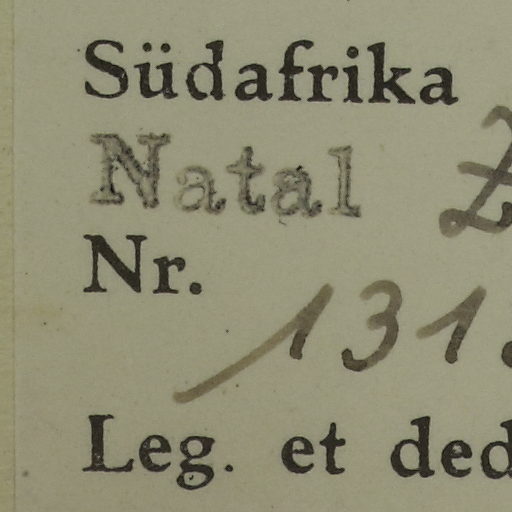 Südafrika
Natal Z
Nr.
131.
Leg. et ded